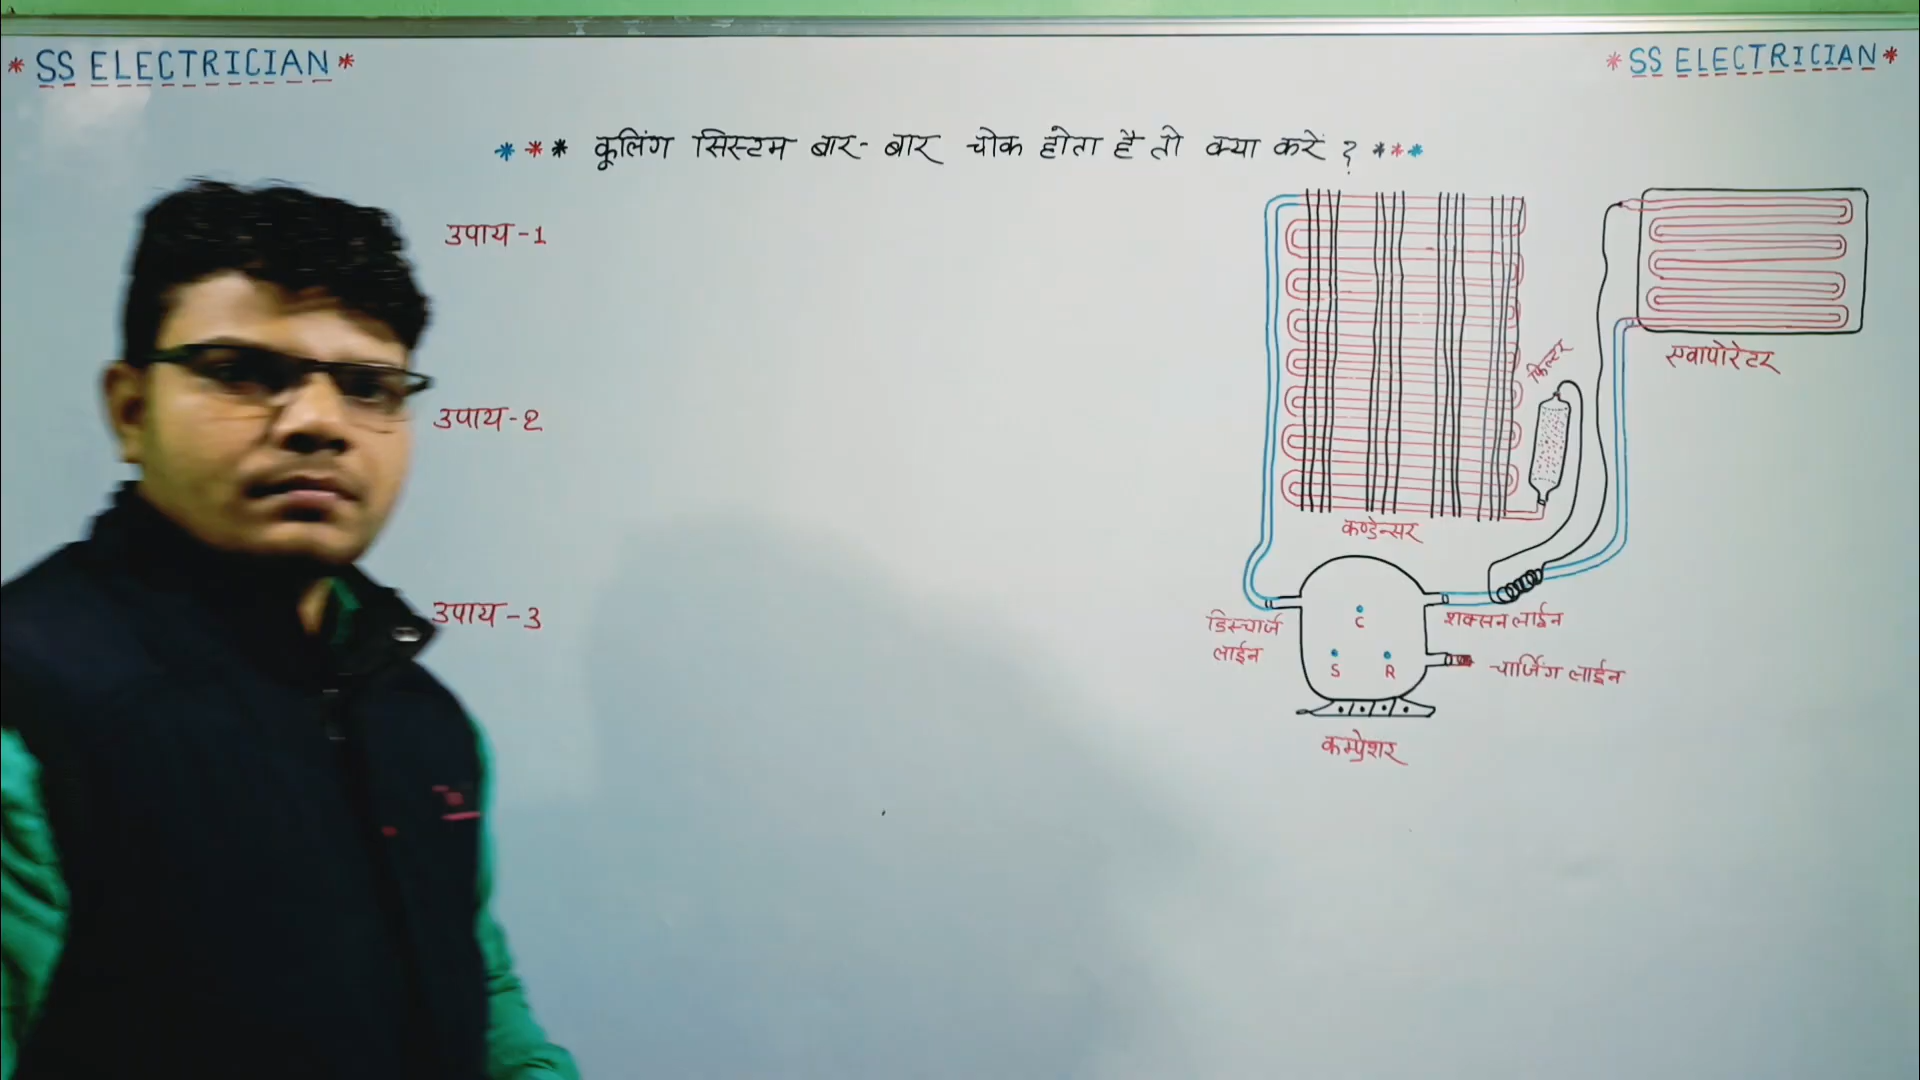 * SS ELECTRICIAN *
* SS ELECTRICIAN *
*** कूलिंग सिस्टम बार-बार चोक होता है तो क्या करें ? ***
उपाय-1
उपाय-2
उपाय-3
फिल्टर
एवापोरेटर
कण्डेन्सर
डिस्चार्ज
लाईन
शक्सन लाईन
चार्जिंग लाईन
C
S
R
कम्प्रेशर